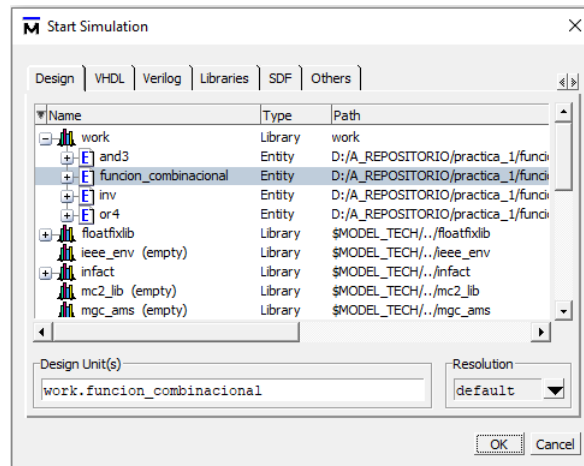 Start Simulation
Design VHDL Verilog Libraries SDF Others
Name Type Path
work Library work
and3 Entity D:/A_REPOSITORIO/practica_1/funci
funcion_combinacional Entity D:/A_REPOSITORIO/practica_1/funci
inv Entity D:/A_REPOSITORIO/practica_1/funci
or4 Entity D:/A_REPOSITORIO/practica_1/funci
floatfixlib Library $MODEL_TECH/../floatfixlib
ieee_env (empty) Library $MODEL_TECH/../ieee_env
infact Library $MODEL_TECH/../infact
mc2_lib (empty) Library $MODEL_TECH/../mc2_lib
mgc_ams (empty) Library $MODEL_TECH/../mgc_ams
Design Unit(s) Resolution
work.funcion_combinacional default
OK Cancel